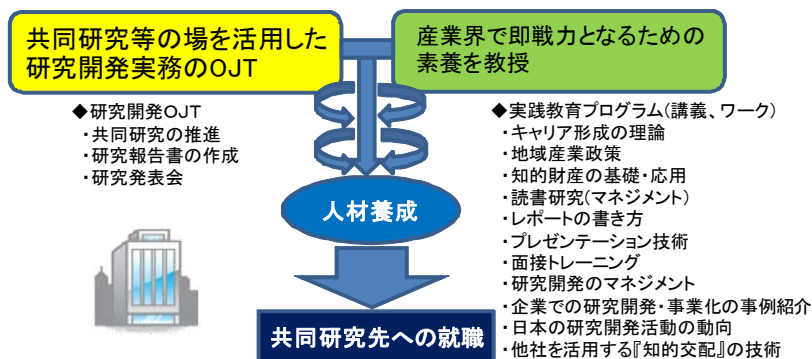 共同研究等の場を活用した
研究開発実務のOJT
産業界で即戦力となるための
素養を教授
◆研究開発OJT
・共同研究の推進
・研究報告書の作成
・研究発表会
◆実践教育プログラム(講義、ワーク)
・キャリア形成の理論
・地域産業政策
・知的財産の基礎・応用
・読書研究(マネジメント)
・レポートの書き方
・プレゼンテーション技術
・面接トレーニング
・研究開発のマネジメント
・企業での研究開発・事業化の事例紹介
・日本の研究開発活動の動向
・他社を活用する『知的交配』の技術
人材養成
共同研究先への就職